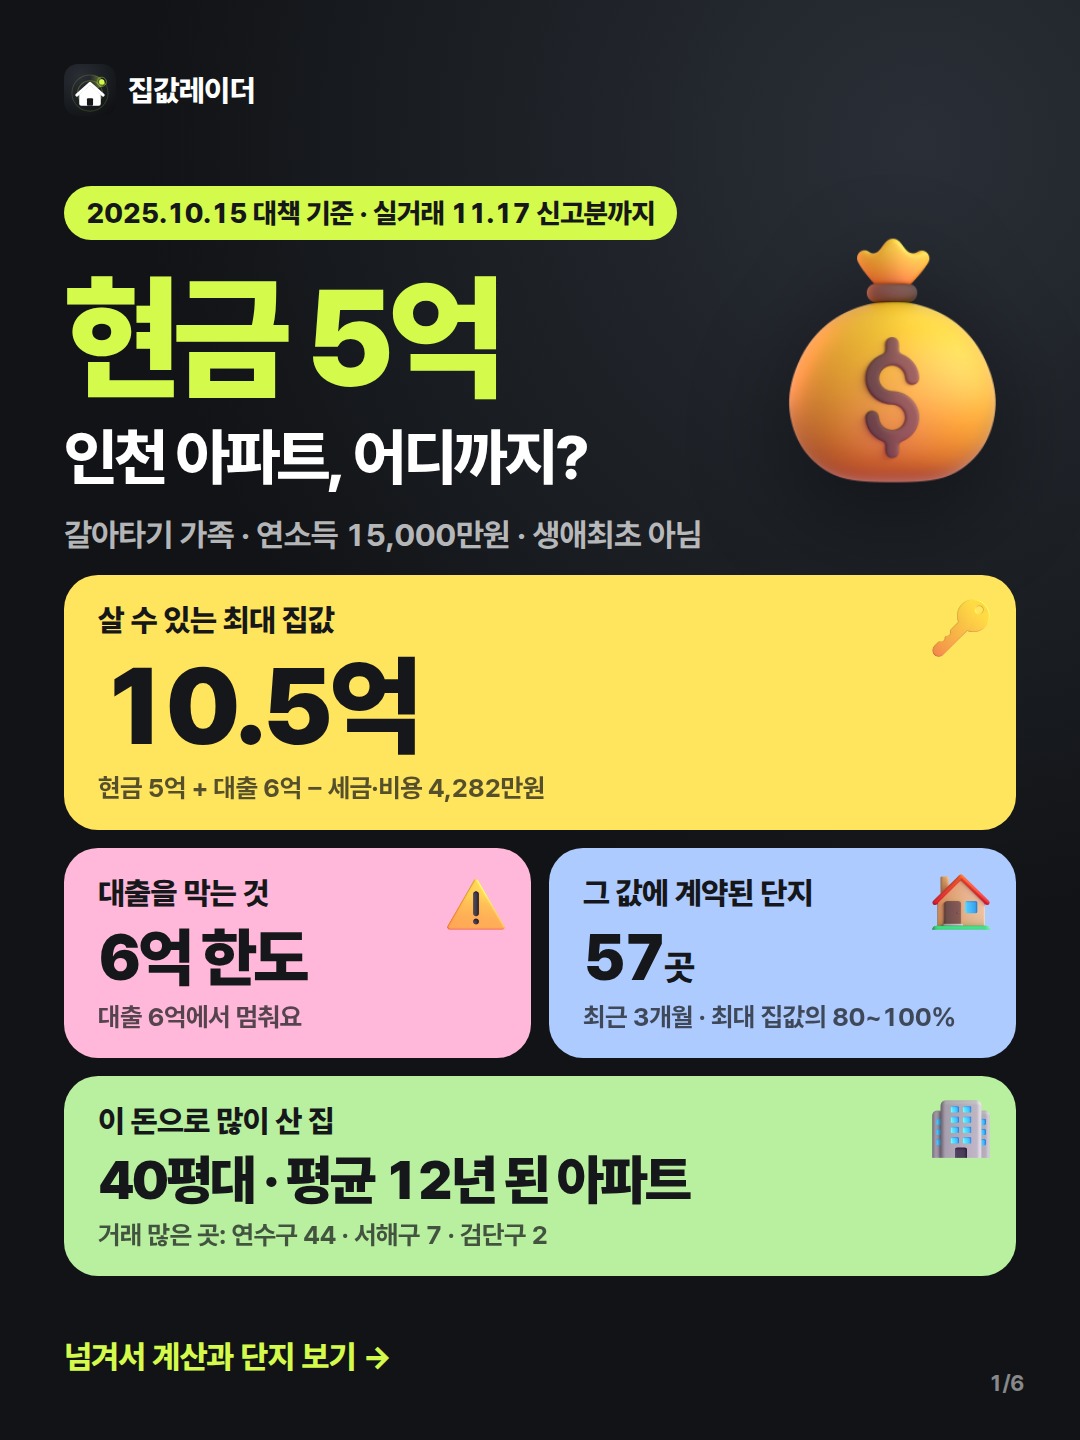 집값레이더
2025.10.15 대책 기준 · 실거래 11.17 신고분까지
현금 5억
인천 아파트, 어디까지?
갈아타기 가족 · 연소득 15,000만원 · 생애최초 아님
살 수 있는 최대 집값
10.5억
현금 5억 + 대출 6억 − 세금·비용 4,282만원
대출을 막는 것
6억 한도
대출 6억에서 멈춰요
그 값에 계약된 단지
57곳
최근 3개월 · 최대 집값의 80~100%
이 돈으로 많이 산 집
40평대 · 평균 12년 된 아파트
거래 많은 곳: 연수구 44 · 서해구 7 · 검단구 2
넘겨서 계산과 단지 보기 →
1/6